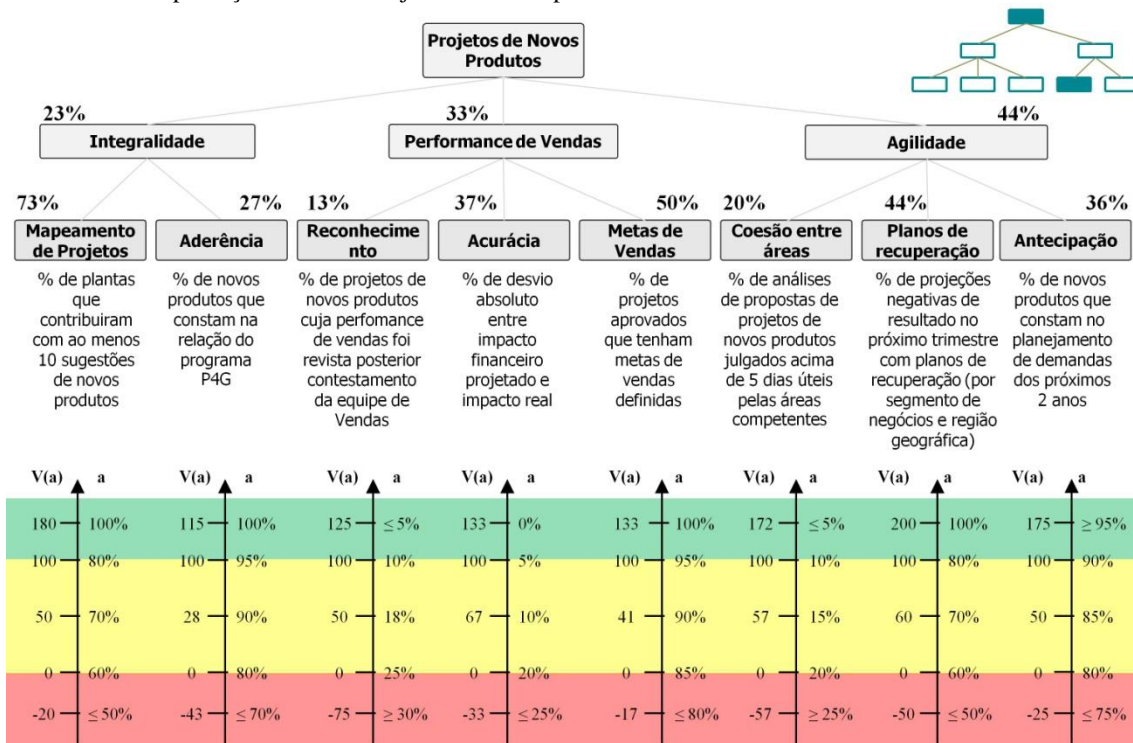 Projetos de Novos
Produtos
23%
33%
44%
Integralidade
Performance de Vendas
Agilidade
73%
27%
13%
37%
50%
20%
44%
36%
Mapeamento
de Projetos
Aderência
Reconhecime
nto
Acurácia
Metas de
Vendas
Coesão entre
áreas
Planos de
recuperação
Antecipação
% de plantas
que
contribuiram
com ao menos
10 sugestões
de novos
produtos
% de novos
produtos que
constam na
relação do
programa
P4G
% de projetos de
novos produtos
cuja perfomance
de vendas foi
revista posterior
contestamento
da equipe de
Vendas
% desvio
absoluto
entre
impacto
financeiro
projetado e
impacto real
% de
projetos
aprovados
que tenham
metas de
vendas
definidas
% de análises
de propostas de
projetos de
novos produtos
julgados acima
de 5 dias úteis
pelas áreas
competentes
% de projeções
negativas de
resultado no
próximo trimestre
com planos de
recuperação (por
segmento de
negócios e região
geográfica)
% de novos
produtos que
constam no
planejamento
de demandas
dos próximos
2 anos
V(a) a V(a) a V(a) a V(a) a V(a) a V(a) a V(a) a V(a) a
180 100% 115 100% 125 ≤ 5% 133 0% 133 100% 172 ≤ 5% 200 100% 175 ≥ 95%
100 80% 100 95% 100 10% 100 5% 100 95% 100 10% 100 80% 100 90%
50 70% 28 90% 50 18% 67 10% 41 90% 57 15% 60 70% 50 85%
0 60% 0 80% 0 25% 0 20% 0 85% 0 20% 0 60% 0 80%
-20 ≤ 50% -43 ≤ 70% -75 ≥ 30% -33 ≤ 25% -17 ≤ 80% -57 ≥ 25% -50 ≤ 50% -25 ≤ 75%